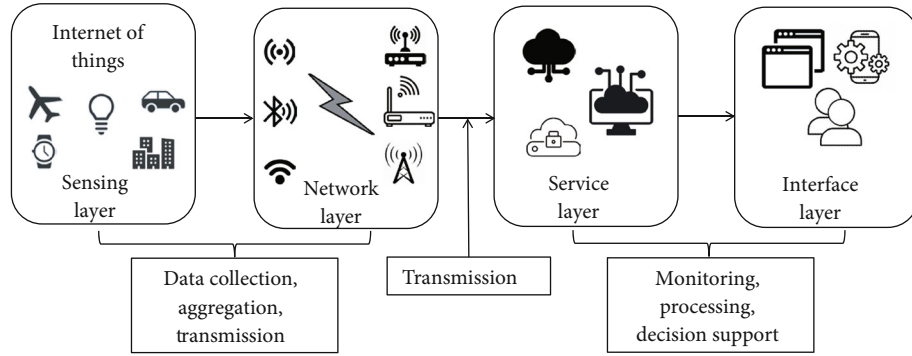 Internet of
things
Sensing
layer
Network
layer
Service
layer
Interface
layer
Data collection,
aggregation,
transmission
Transmission
Monitoring,
processing,
decision support